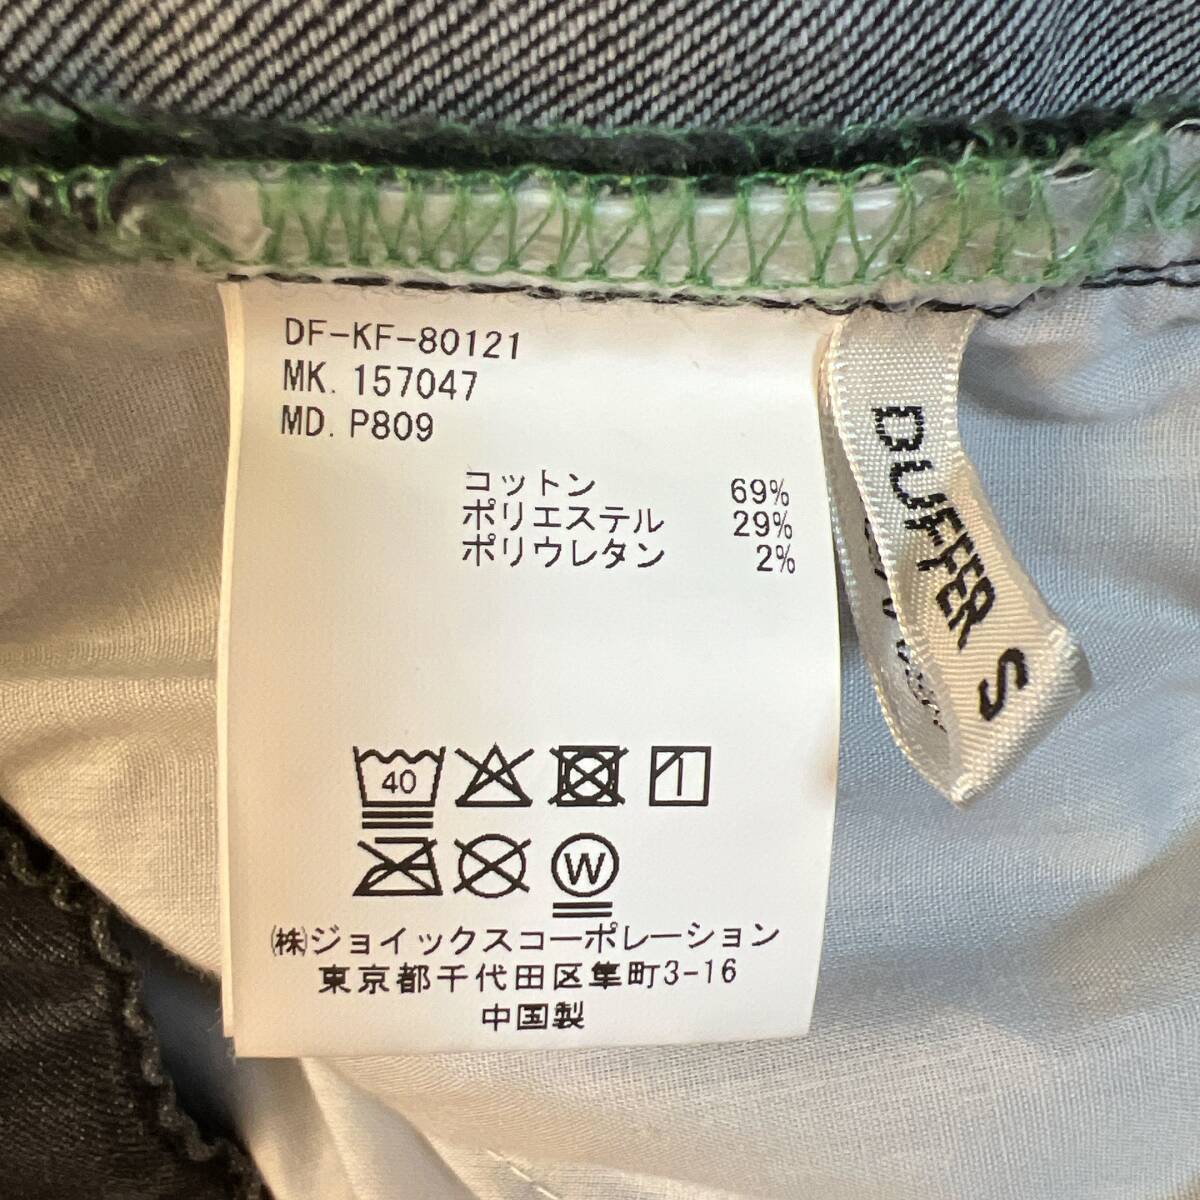 DF-KF-80121
MK. 157047
MD. P809
コットン 69%
ポリエステル 29%
ポリウレタン 2%
40
W
㈱ジョイックスコーポレーション
東京都千代田区隼町3-16
中国製
DUFFER S